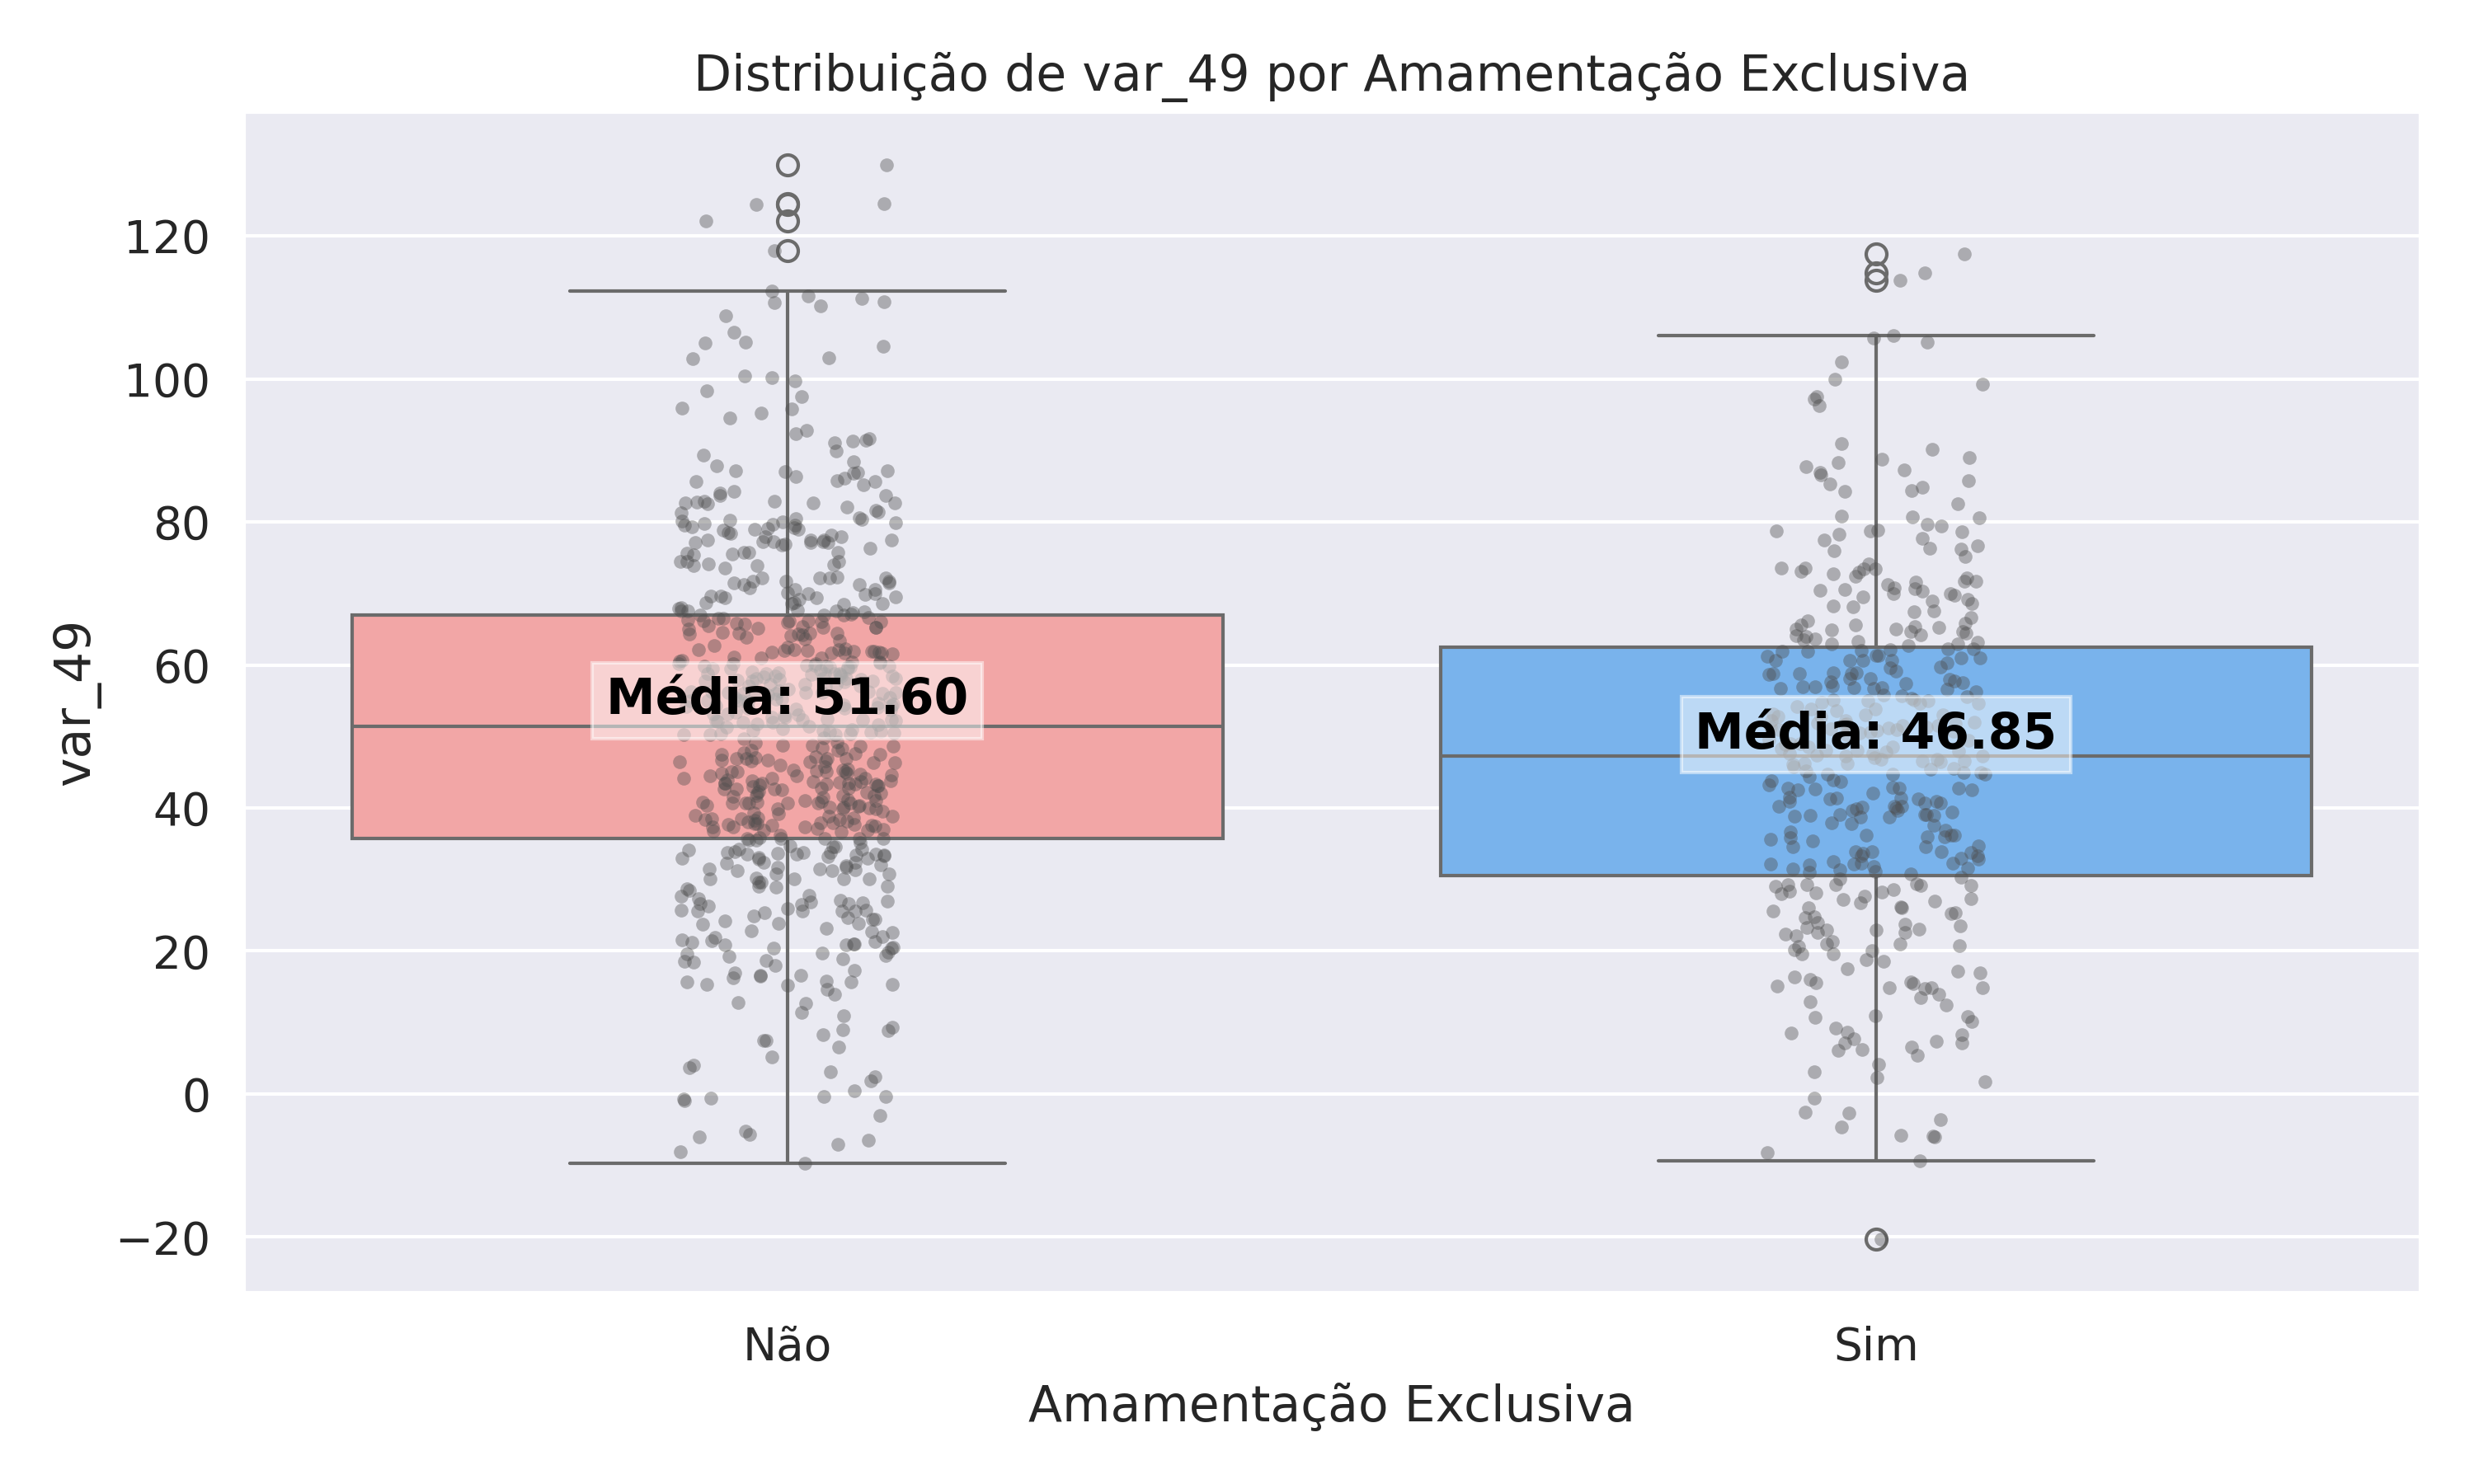 Distribuição de var_49 por Amamentação Exclusiva
var_49
120
100
80
60
40
20
0
−20
Média: 51.60
Média: 46.85
Não
Sim
Amamentação Exclusiva